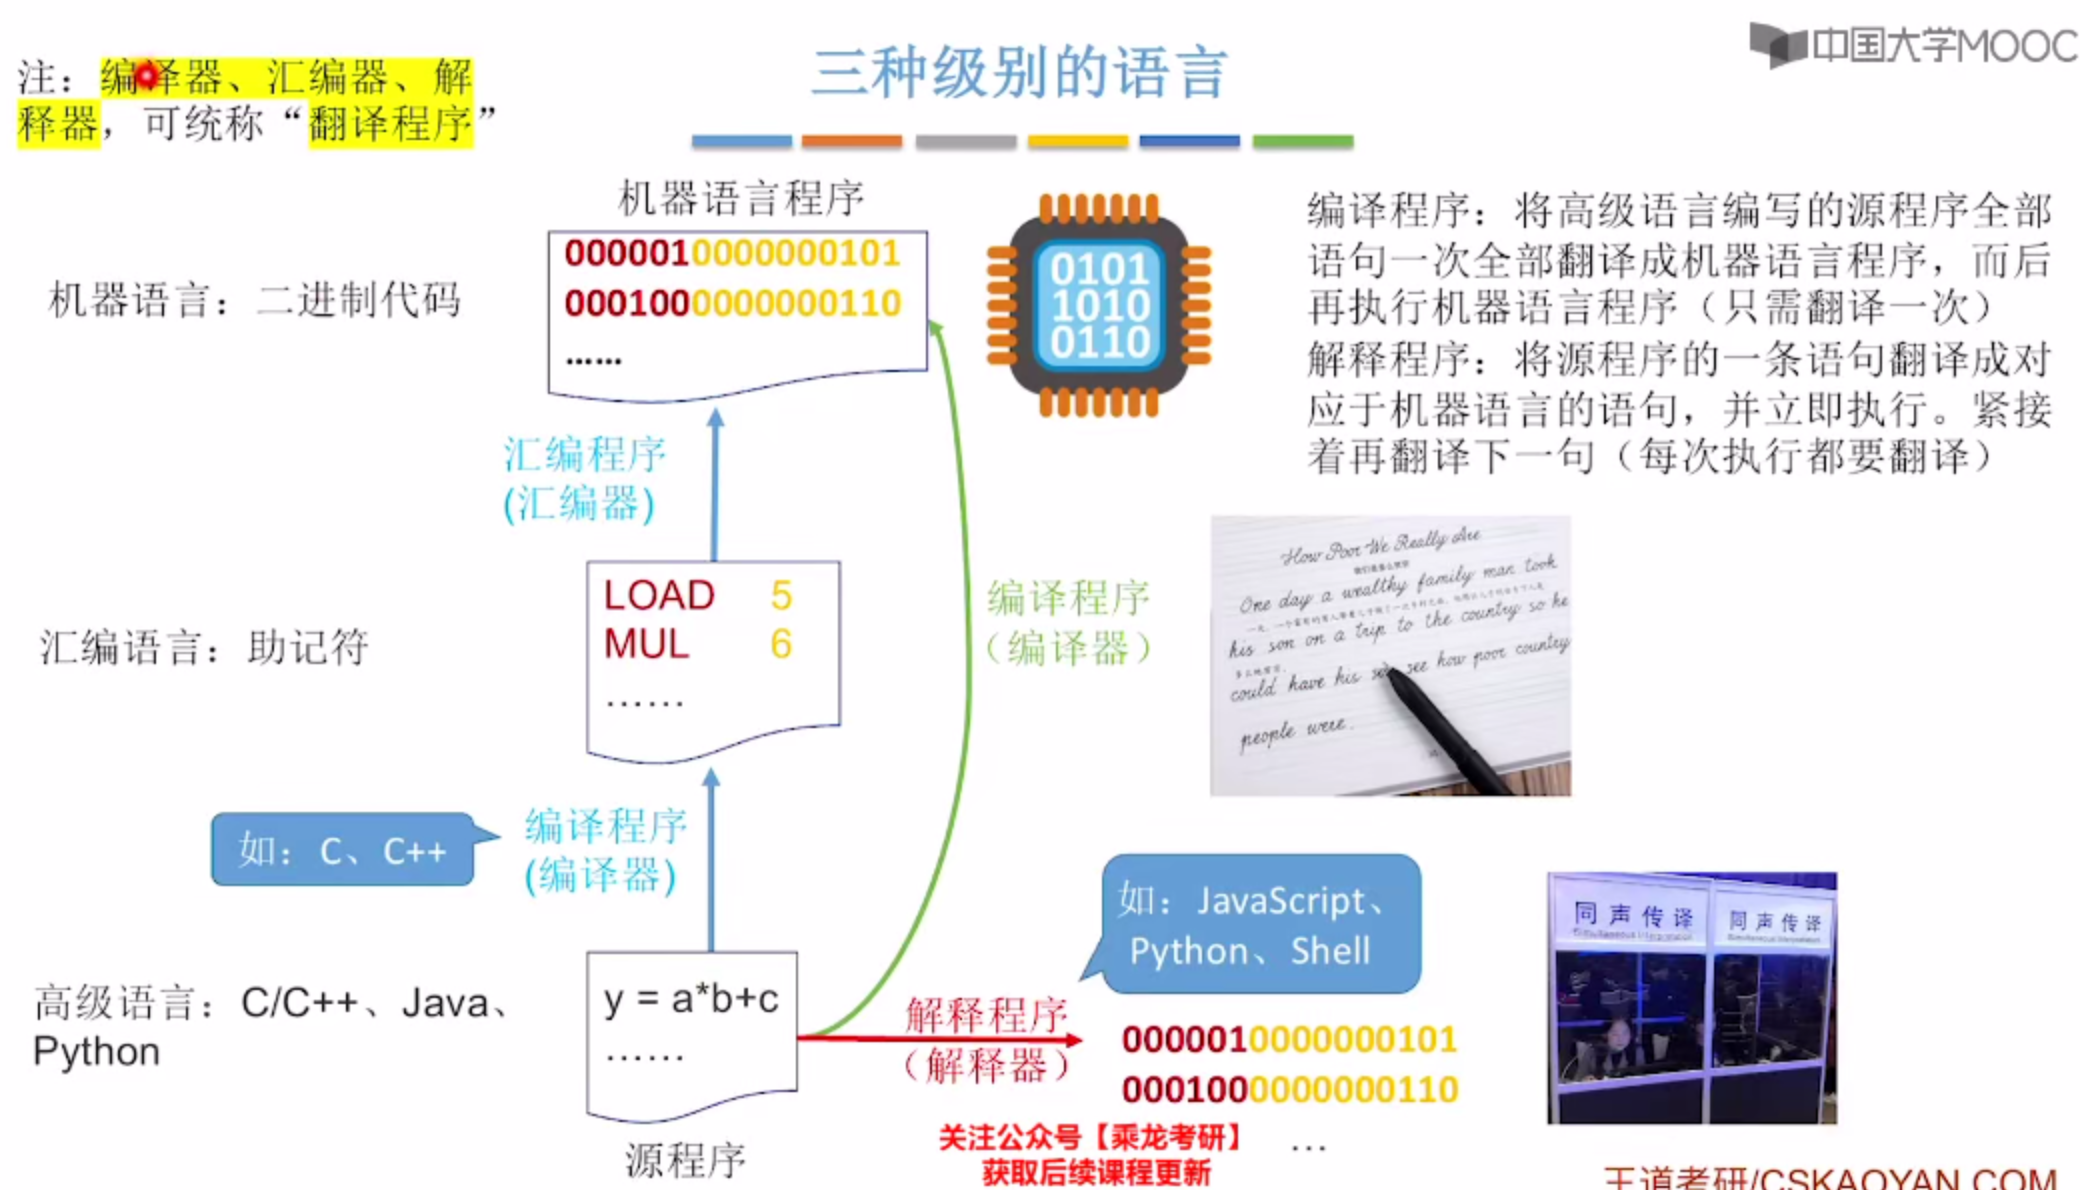 中国大学MOOC
三种级别的语言
注：编译器、汇编器、解
释器，可统称“翻译程序”
机器语言程序
0000010000000101
0001000000000110
......
0101
1010
0110
机器语言：二进制代码
编译程序：将高级语言编写的源程序全部
语句一次全部翻译成机器语言程序，而后
再执行机器语言程序（只需翻译一次）
解释程序：将源程序的一条语句翻译成对
应于机器语言的语句，并立即执行。紧接
着再翻译下一句（每次执行都要翻译）
汇编程序
(汇编器)
LOAD 5
MUL 6
......
汇编语言：助记符
编译程序
（编译器）
How Poor We Really Are
One day a wealthy family man took
his son on a trip to the country so he
could have his son see how poor country
people were.
如：C、C++
编译程序
(编译器)
如：JavaScript、
Python、Shell
同声传译
Simultaneous Interpretation
同声传译
高级语言：C/C++、Java、
Python
y = a*b+c
......
源程序
解释程序
（解释器）
0000010000000101
0001000000000110
...
关注公众号【乘龙考研】
获取后续课程更新
王道考研/CSKAOYAN.COM